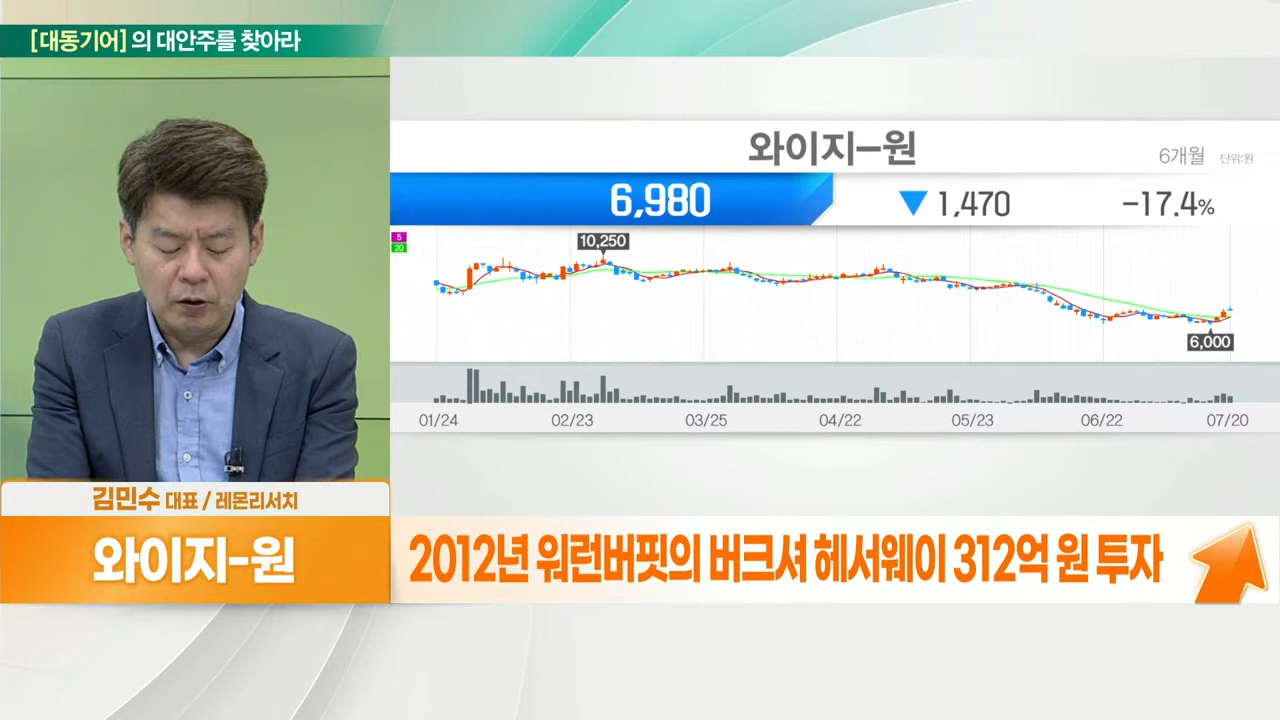 [대동기어]의 대안주를 찾아라
와이지-원
6개월 단위:원
6,980 ▼ 1,470 -17.4%
5
20
10,250
6,000
01/24 02/23 03/25 04/22 05/23 06/22 07/20
김민수 대표 / 레몬리서치
와이지-원
2012년 워런버핏의 버크셔 헤서웨이 312억 원 투자